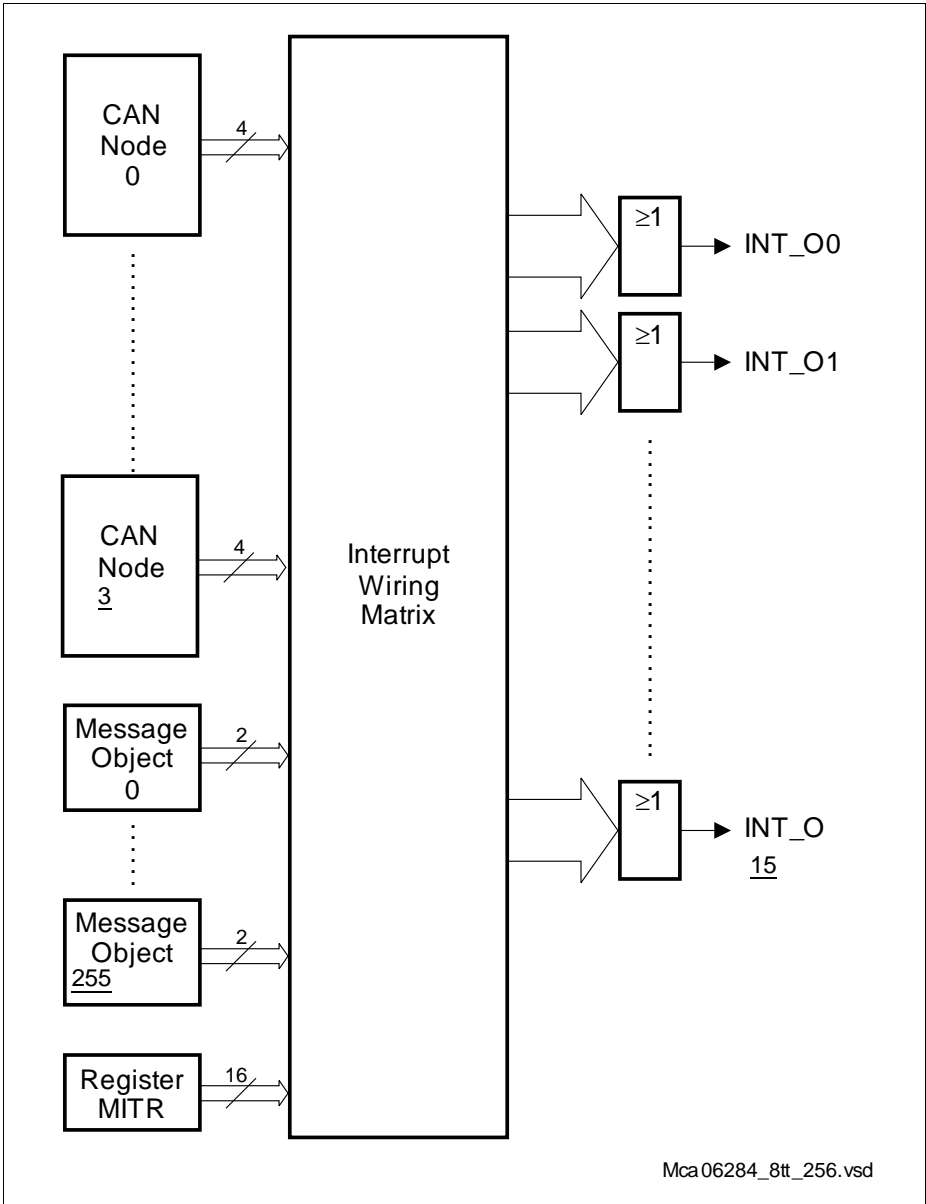 CAN
Node
0
4
≥1
INT_O0
≥1
INT_O1
CAN
Node
3
4
Interrupt
Wiring
Matrix
Message
Object
0
2
≥1
INT_O
15
Message
Object
255
2
Register
MITR
16
Mca06284_8tt_256.vsd